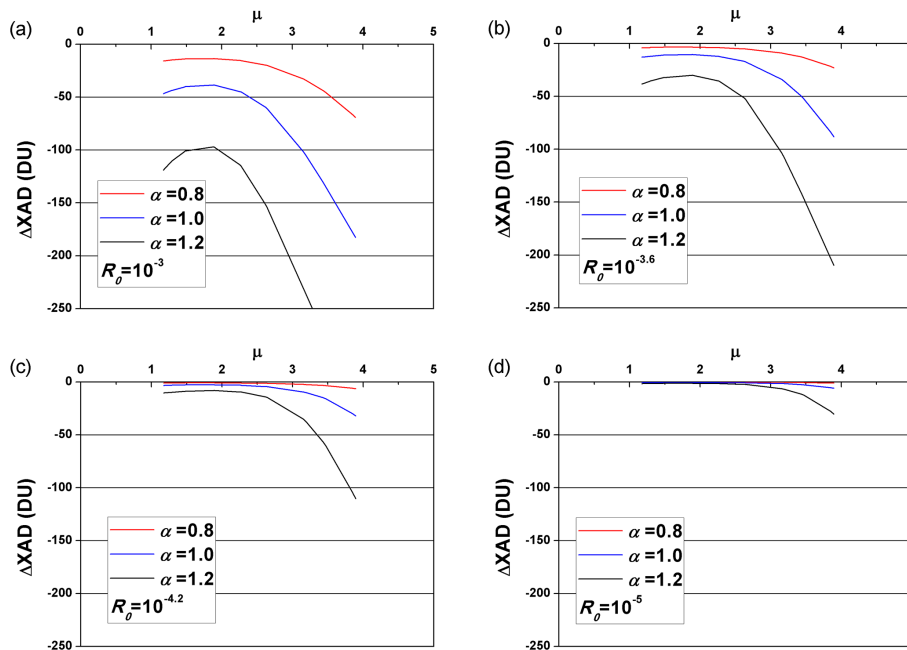 (a)
μ
0 1 2 3 4 5
0
-50
-100
-150
-200
-250
ΔXAD (DU)
α =0.8
α =1.0
α =1.2
R₀=10⁻³
(b)
μ
0 1 2 3 4
0
-50
-100
-150
-200
-250
ΔXAD (DU)
α =0.8
α =1.0
α =1.2
R₀=10⁻³·⁶
(c)
μ
0 1 2 3 4 5
0
-50
-100
-150
-200
-250
ΔXAD (DU)
α =0.8
α =1.0
α =1.2
R₀=10⁻⁴·²
(d)
μ
0 1 2 3 4
0
-50
-100
-150
-200
-250
ΔXAD (DU)
α =0.8
α =1.0
α =1.2
R₀=10⁻⁵